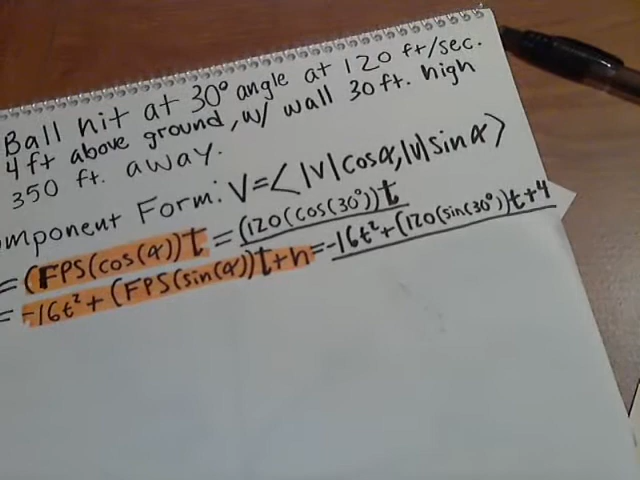 Ball hit at 30° angle at 120 ft/sec.
4 ft above ground, w/ wall 30 ft. high
350 ft. away.
mponent Form: V=<|V|cosα,|V|sinα>
=(FPS(cos(α))t=(120(cos(30°))t
=-16t²+(FPS(sin(α))t+h=-16t²+(120(sin(30°))t+4